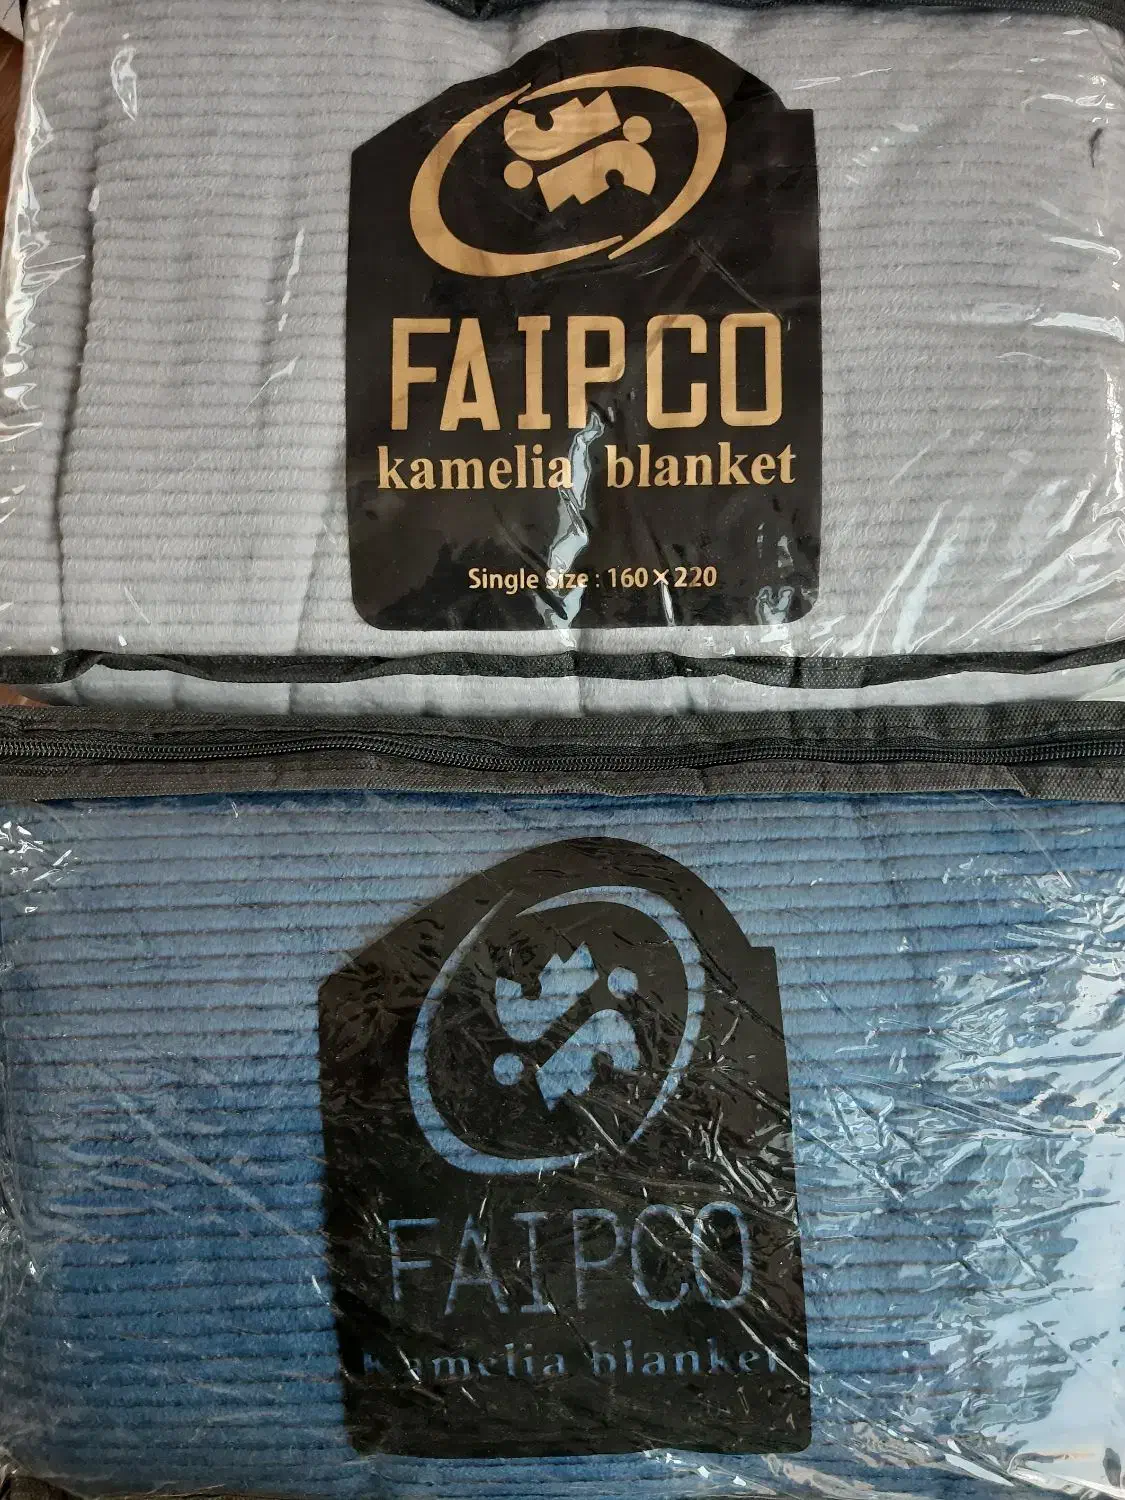 FAIPCO
kamelia blanket
Single Size : 160×220
FAIPCO
Kamelia blanket